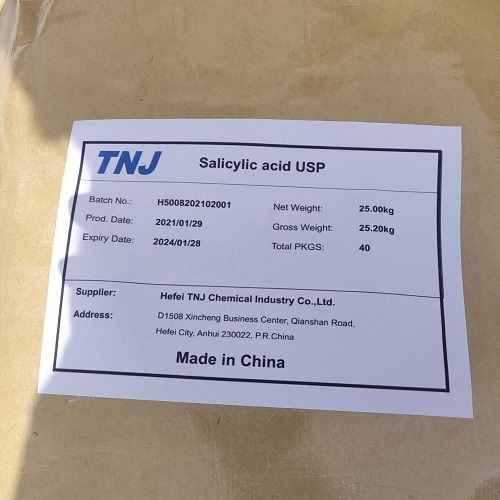 TNJ Salicylic acid USP
Batch No.: H5008202102001 Net Weight: 25.00kg
Prod. Date: 2021/01/29 Gross Weight: 25.20kg
Expiry Date: 2024/01/28 Total PKGS: 40
Supplier: Hefei TNJ Chemical Industry Co.,Ltd.
Address: D1508 Xincheng Business Center, Qianshan Road,
Hefei City, Anhui 230022, P.R.China
Made in China